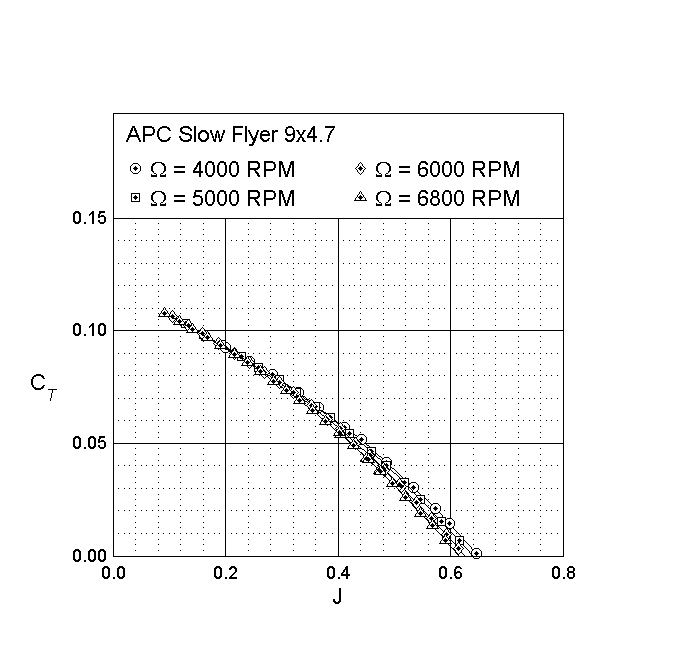 APC Slow Flyer 9x4.7
Ω = 4000 RPM Ω = 6000 RPM
Ω = 5000 RPM Ω = 6800 RPM
0.15
0.10
C_T
0.05
0.00
0.0 0.2 0.4 0.6 0.8
J